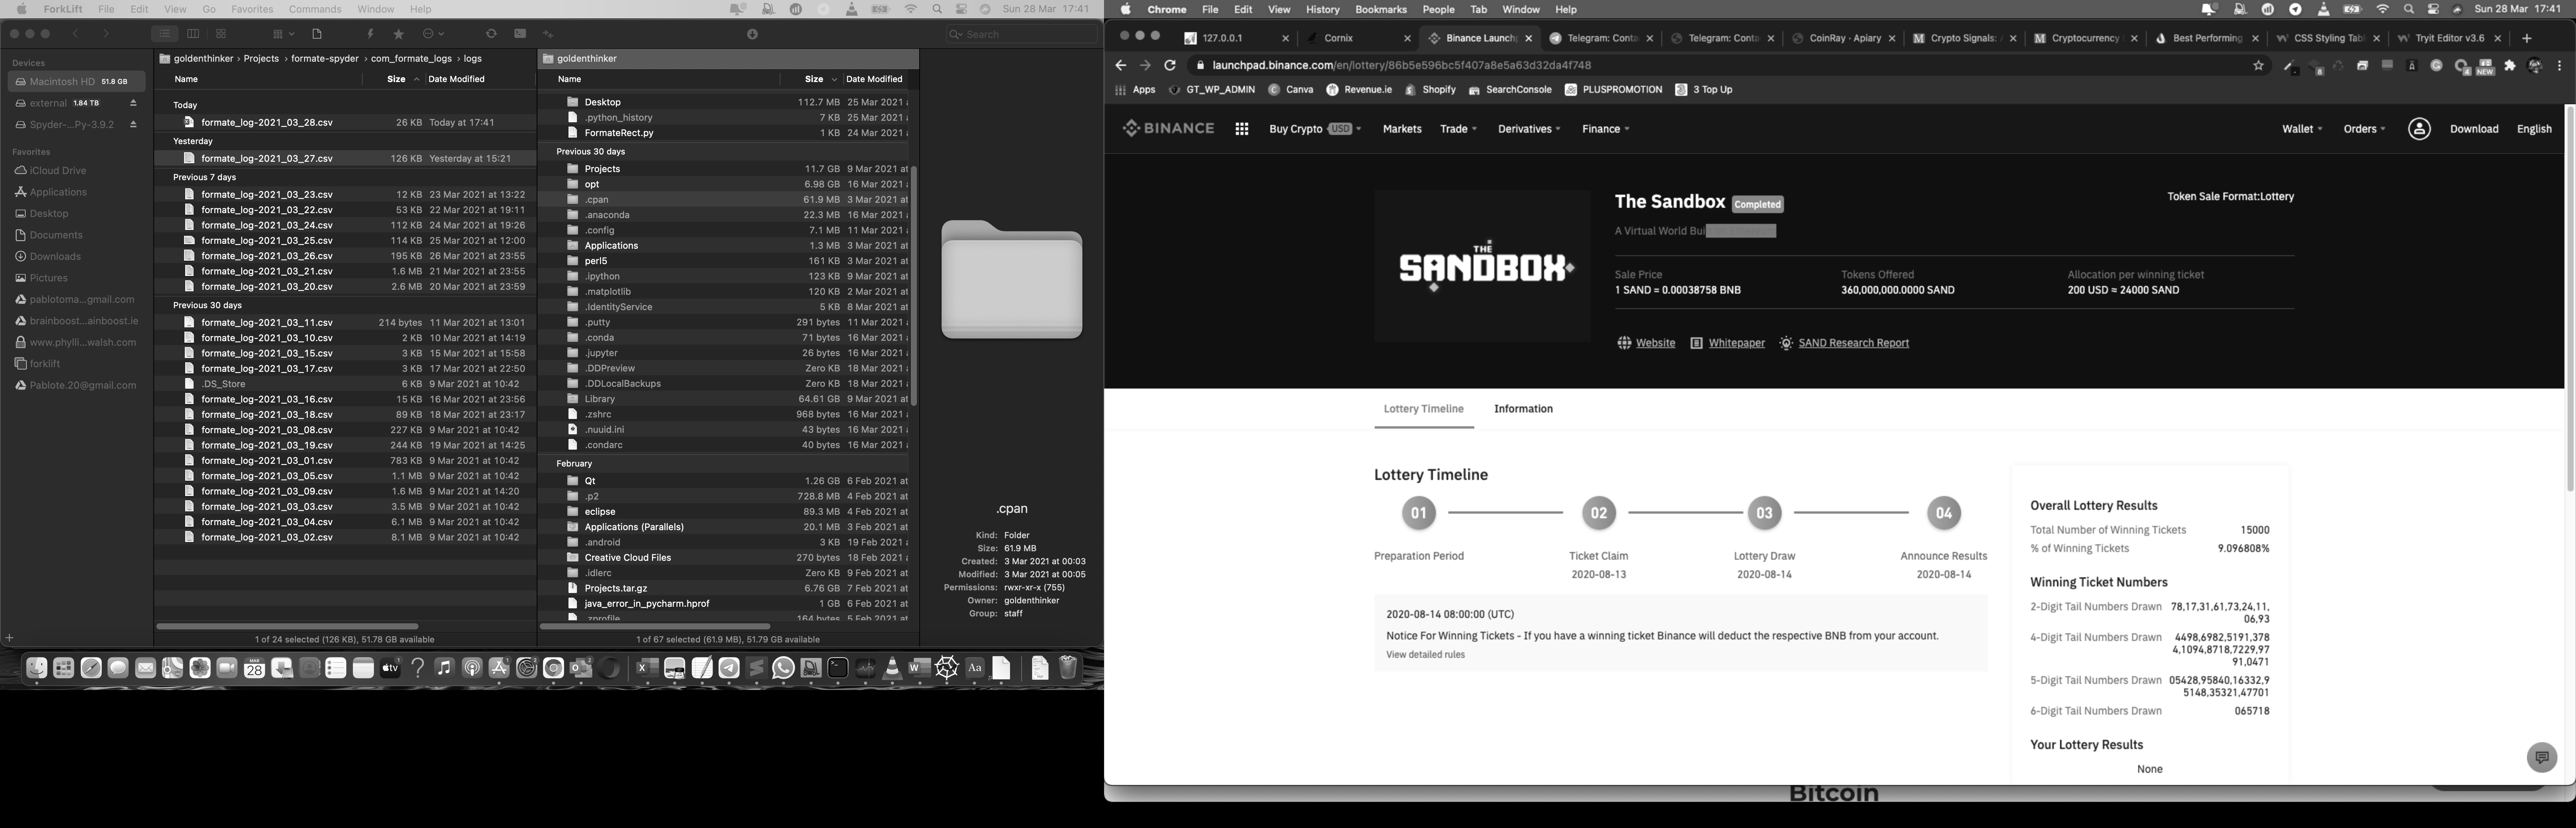 ForkLift File Edit View Go Favorites Commands Window Help Sun 28 Mar 17:41
Search
Devices
Macintosh HD 51.8 GB
external 1.84 TB
Spyder-...Py-3.9.2
Favorites
iCloud Drive
Applications
Desktop
Documents
Downloads
Pictures
pablotoma...gmail.com
brainboost...ainboost.ie
www.phylli...walsh.com
forklift
Pablote.20@gmail.com
goldenthinker › Projects › formate-spyder › com_formate_logs › logs
Name Size Date Modified
Today
formate_log-2021_03_28.csv 26 KB Today at 17:41
Yesterday
formate_log-2021_03_27.csv 126 KB Yesterday at 15:21
Previous 7 days
formate_log-2021_03_23.csv 12 KB 23 Mar 2021 at 13:22
formate_log-2021_03_22.csv 53 KB 22 Mar 2021 at 19:11
formate_log-2021_03_24.csv 112 KB 24 Mar 2021 at 19:26
formate_log-2021_03_25.csv 114 KB 25 Mar 2021 at 12:00
formate_log-2021_03_26.csv 195 KB 26 Mar 2021 at 23:55
formate_log-2021_03_21.csv 1.6 MB 21 Mar 2021 at 23:55
formate_log-2021_03_20.csv 2.6 MB 20 Mar 2021 at 23:59
Previous 30 days
formate_log-2021_03_11.csv 214 bytes 11 Mar 2021 at 13:01
formate_log-2021_03_10.csv 2 KB 10 Mar 2021 at 14:19
formate_log-2021_03_15.csv 3 KB 15 Mar 2021 at 15:58
formate_log-2021_03_17.csv 3 KB 17 Mar 2021 at 22:50
.DS_Store 6 KB 9 Mar 2021 at 10:42
formate_log-2021_03_16.csv 15 KB 16 Mar 2021 at 23:56
formate_log-2021_03_18.csv 89 KB 18 Mar 2021 at 23:17
formate_log-2021_03_08.csv 227 KB 9 Mar 2021 at 10:42
formate_log-2021_03_19.csv 244 KB 19 Mar 2021 at 14:25
formate_log-2021_03_01.csv 783 KB 9 Mar 2021 at 10:42
formate_log-2021_03_05.csv 1.1 MB 9 Mar 2021 at 10:42
formate_log-2021_03_09.csv 1.6 MB 9 Mar 2021 at 14:20
formate_log-2021_03_03.csv 3.5 MB 9 Mar 2021 at 10:42
formate_log-2021_03_04.csv 6.1 MB 9 Mar 2021 at 10:42
formate_log-2021_03_02.csv 8.1 MB 9 Mar 2021 at 10:42
1 of 24 selected (126 KB), 51.78 GB available
goldenthinker
Name Size Date Modified
Desktop 112.7 MB 25 Mar 2021
.python_history 7 KB 25 Mar 2021
FormateRect.py 1 KB 24 Mar 2021
Previous 30 days
Projects 11.7 GB 9 Mar 2021
opt 6.98 GB 16 Mar 2021
.cpan 61.9 MB 3 Mar 2021 at
.anaconda 22.3 MB 16 Mar 2021
.config 7.1 MB 11 Mar 2021
Applications 1.3 MB 3 Mar 2021 at
perl5 161 KB 3 Mar 2021 at
.ipython 123 KB 9 Mar 2021 at
.matplotlib 120 KB 2 Mar 2021 at
.IdentityService 5 KB 8 Mar 2021 at
.putty 291 bytes 11 Mar 2021
.conda 71 bytes 16 Mar 2021
.jupyter 26 bytes 16 Mar 2021
.DDPreview Zero KB 18 Mar 2021
.DDLocalBackups Zero KB 18 Mar 2021
Library 64.61 GB 9 Mar 2021 at
.zshrc 968 bytes 16 Mar 2021
.nuuid.ini 43 bytes 16 Mar 2021
.condarc 40 bytes 16 Mar 2021
February
Qt 1.26 GB 6 Feb 2021 at
.p2 728.8 MB 4 Feb 2021 at
eclipse 89.3 MB 4 Feb 2021 at
Applications (Parallels) 20.1 MB 3 Feb 2021 at
.android 3 KB 19 Feb 2021 at
Creative Cloud Files 270 bytes 18 Feb 2021 at
.idlerc Zero KB 9 Feb 2021 at
Projects.tar.gz 6.76 GB 7 Feb 2021 at
java_error_in_pycharm.hprof 1 GB 6 Feb 2021 at
.zprofile 164 bytes 5 Feb 2021 at
1 of 67 selected (61.9 MB), 51.79 GB available
.cpan
Kind: Folder
Size: 61.9 MB
Created: 3 Mar 2021 at 00:03
Modified: 3 Mar 2021 at 00:05
Permissions: rwxr-xr-x (755)
Owner: goldenthinker
Group: staff
Chrome File Edit View History Bookmarks People Tab Window Help Sun 28 Mar 17:41
127.0.0.1 Cornix Binance Launchp Telegram: Conta Telegram: Conta CoinRay · Apiary Crypto Signals: Cryptocurrency Best Performing CSS Styling Tabl Tryit Editor v3.6
launchpad.binance.com/en/lottery/86b5e596bc5f407a8e5a63d32da4f748
Apps GT_WP_ADMIN Canva Revenue.ie Shopify SearchConsole PLUSPROMOTION 3 Top Up
BINANCE Buy Crypto USD Markets Trade Derivatives Finance Wallet Orders Download English
THE SANDBOX
The Sandbox Completed
Token Sale Format:Lottery
A Virtual World Bui
Sale Price Tokens Offered Allocation per winning ticket
1 SAND = 0.00038758 BNB 360,000,000.0000 SAND 200 USD ≈ 24000 SAND
Website Whitepaper SAND Research Report
Lottery Timeline Information
Lottery Timeline
01 02 03 04
Preparation Period Ticket Claim Lottery Draw Announce Results
2020-08-13 2020-08-14 2020-08-14
2020-08-14 08:00:00 (UTC)
Notice For Winning Tickets - If you have a winning ticket Binance will deduct the respective BNB from your account.
View detailed rules
Overall Lottery Results
Total Number of Winning Tickets 15000
% of Winning Tickets 9.096808%
Winning Ticket Numbers
2-Digit Tail Numbers Drawn 78,17,31,61,73,24,11,
06,93
4-Digit Tail Numbers Drawn 4498,6982,5191,378
4,1094,8718,7229,97
91,0471
5-Digit Tail Numbers Drawn 05428,95840,16332,9
5148,35321,47701
6-Digit Tail Numbers Drawn 065718
Your Lottery Results
None
Bitcoin